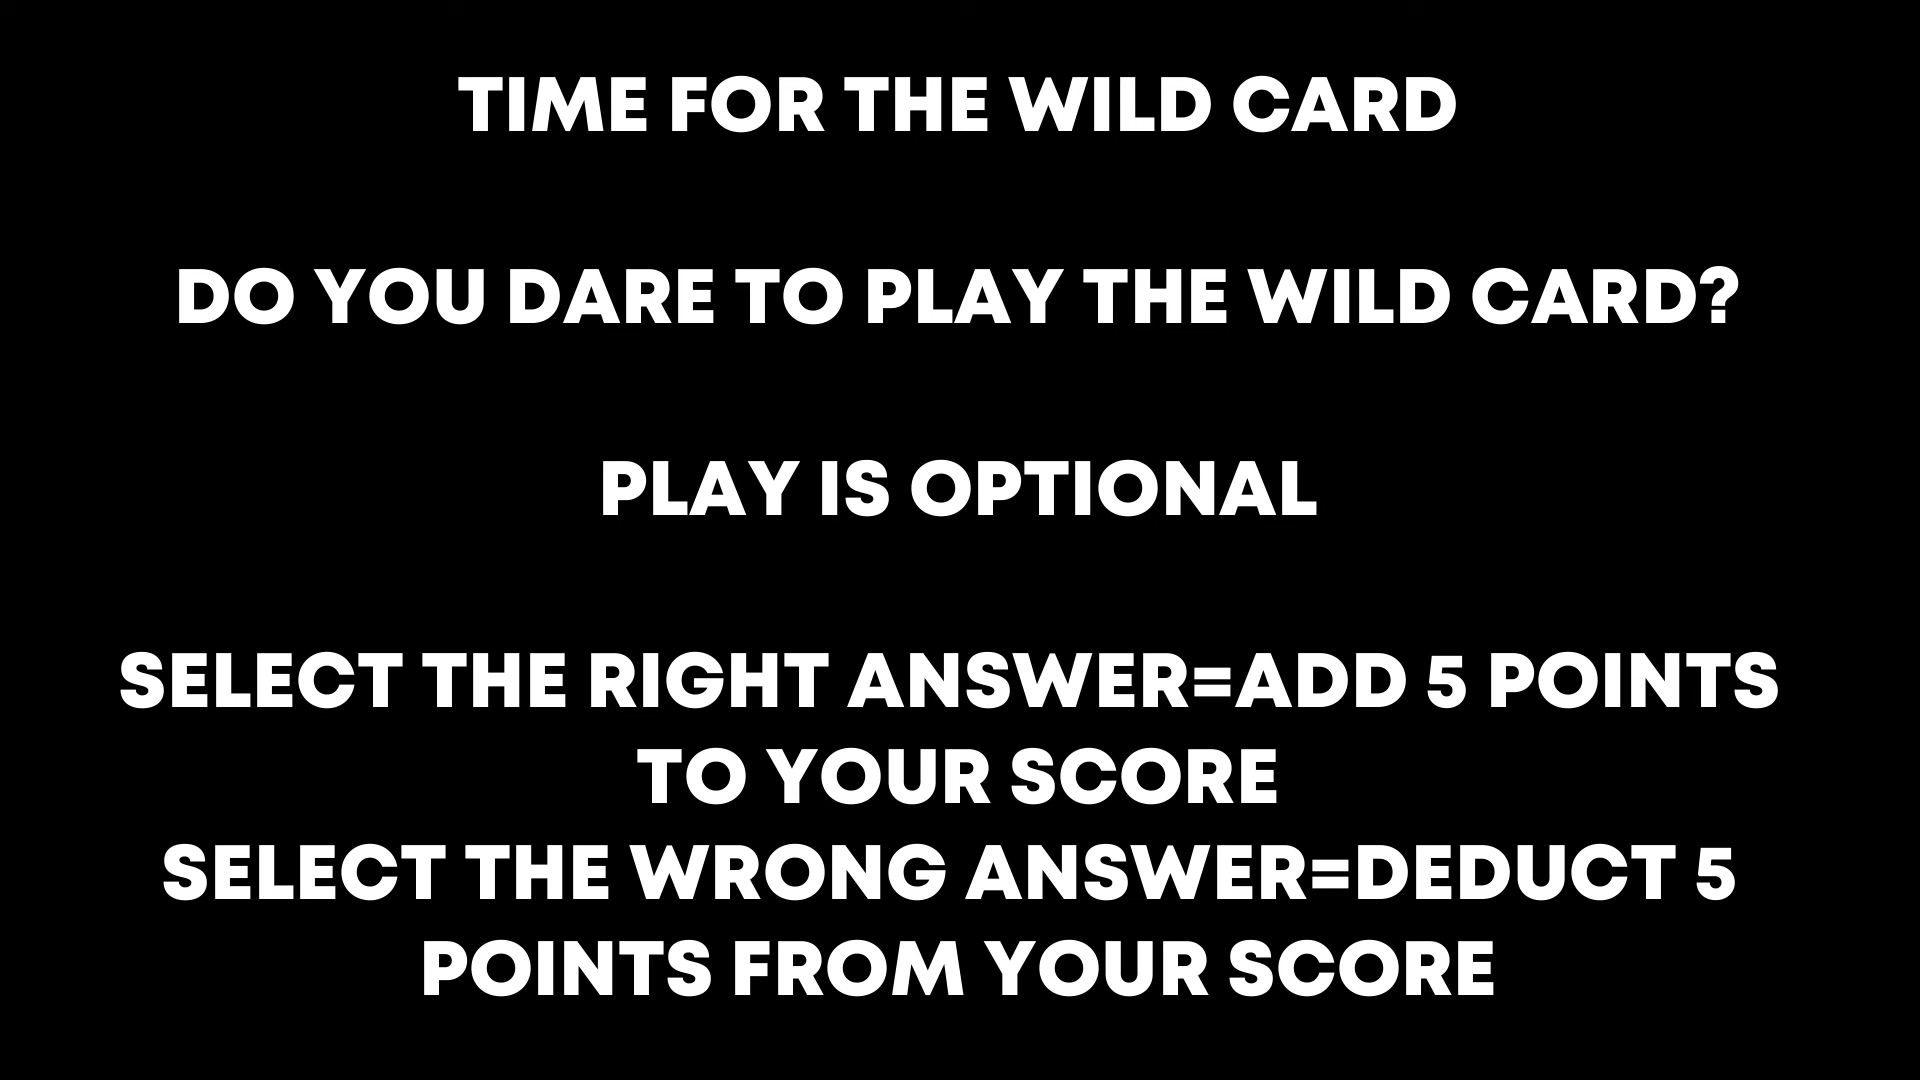 TIME FOR THE WILD CARD
DO YOU DARE TO PLAY THE WILD CARD?
PLAY IS OPTIONAL
SELECT THE RIGHT ANSWER=ADD 5 POINTS
TO YOUR SCORE
SELECT THE WRONG ANSWER=DEDUCT 5
POINTS FROM YOUR SCORE